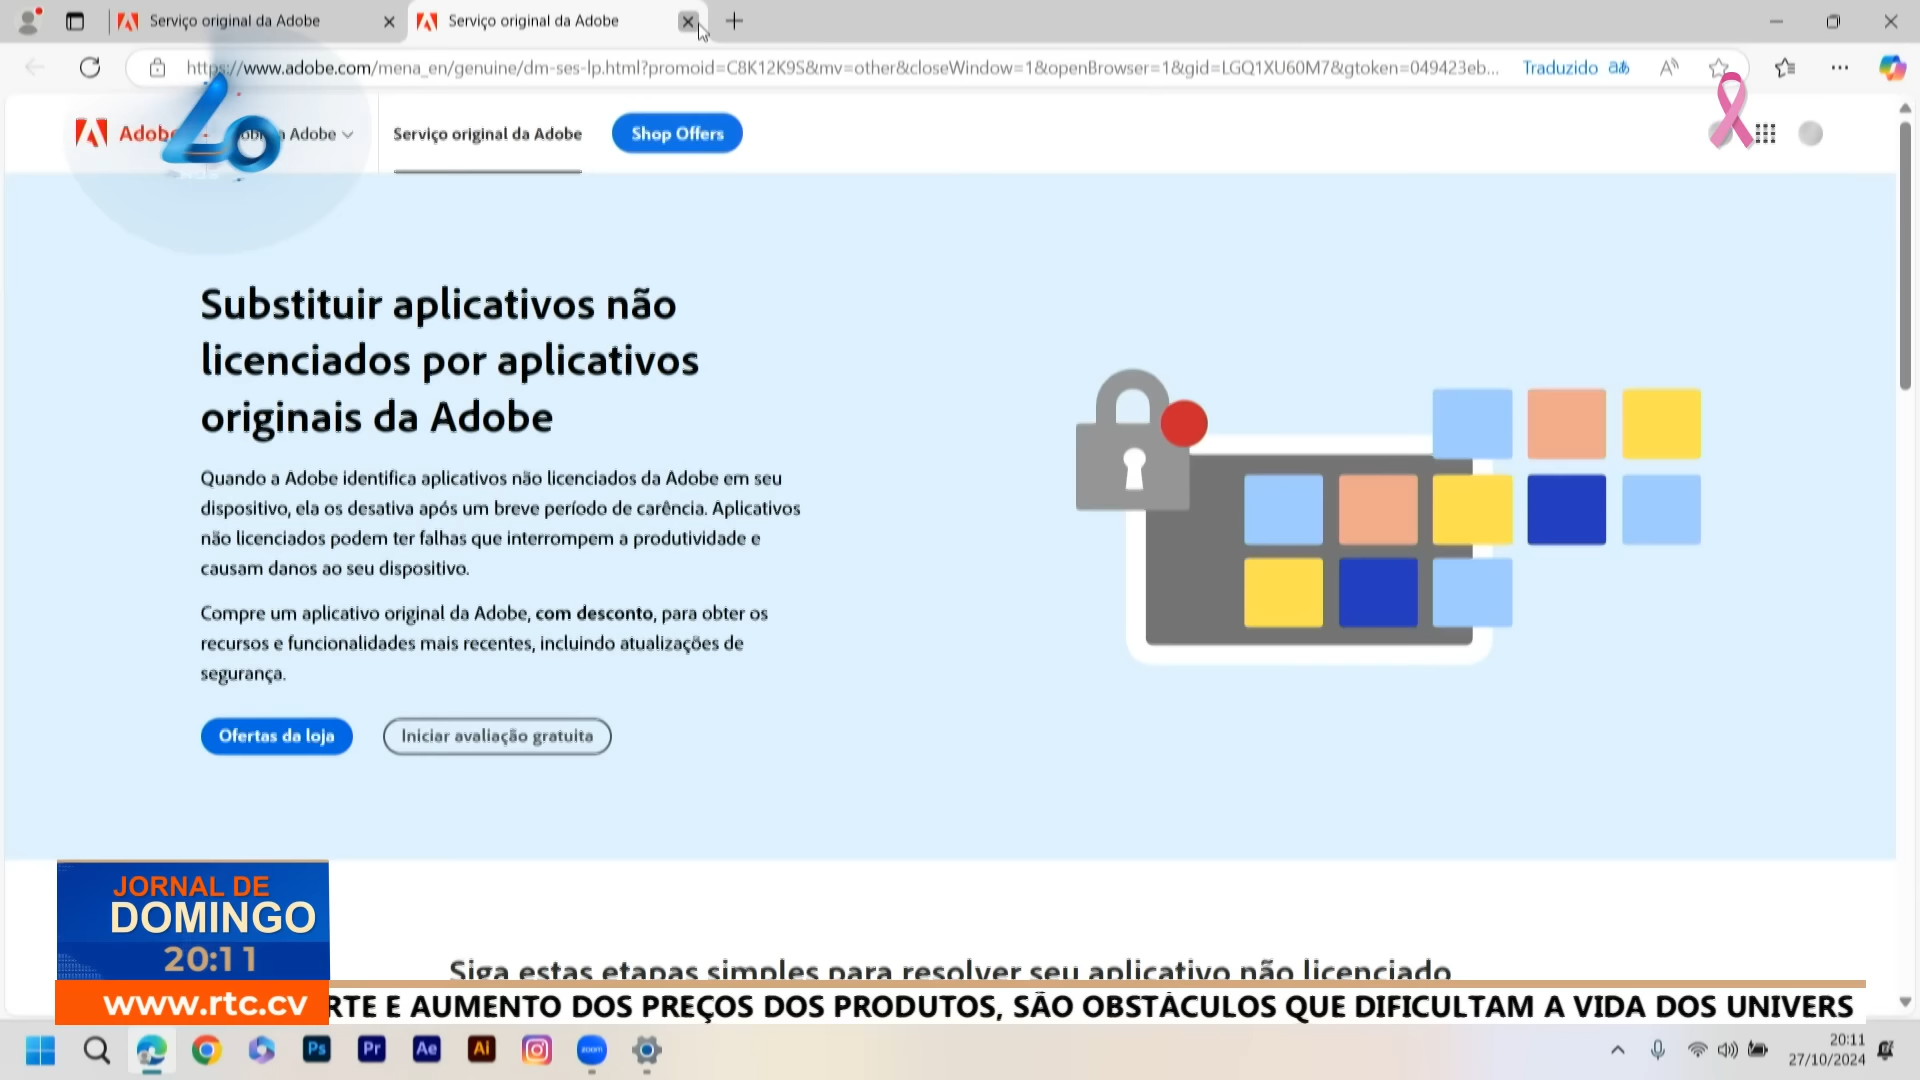 Serviço original da Adobe
Serviço original da Adobe
https://www.adobe.com/mena_en/genuine/dm-ses-lp.html?promoid=C8K12K9S&mv=other&closeWindow=1&openBrowser=1&gid=LGQ1XU60M7&gtoken=049423eb...
Traduzido
Adobe
Adobe
Serviço original da Adobe
Shop Offers
Substituir aplicativos não
licenciados por aplicativos
originais da Adobe
Quando a Adobe identifica aplicativos não licenciados da Adobe em seu
dispositivo, ela os desativa após um breve período de carência. Aplicativos
não licenciados podem ter falhas que interrompem a produtividade e
causam danos ao seu dispositivo.
Compre um aplicativo original da Adobe, com desconto, para obter os
recursos e funcionalidades mais recentes, incluindo atualizações de
segurança.
Ofertas da loja
Iniciar avaliação gratuita
JORNAL DE
DOMINGO
20:11
Siga estas etapas simples para resolver seu aplicativo não licenciado
www.rtc.cv
RTE E AUMENTO DOS PREÇOS DOS PRODUTOS, SÃO OBSTÁCULOS QUE DIFICULTAM A VIDA DOS UNIVERS
Ps
Pr
Ae
Ai
zoom
20:11
27/10/2024